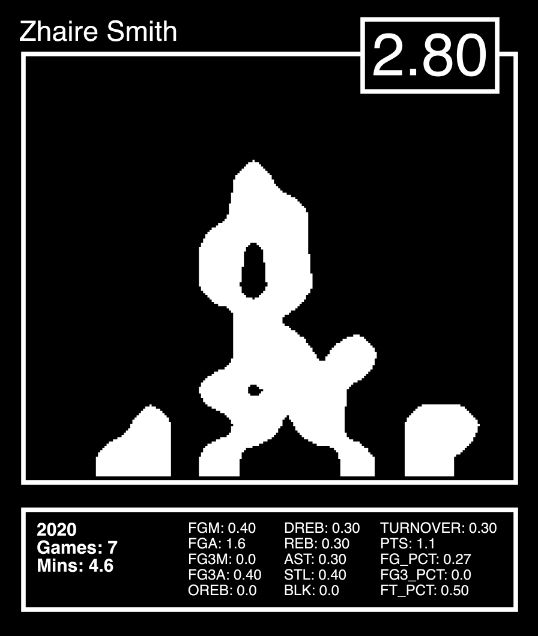 Zhaire Smith
2.80
2020
Games: 7
Mins: 4.6
FGM: 0.40
FGA: 1.6
FG3M: 0.0
FG3A: 0.40
OREB: 0.0
DREB: 0.30
REB: 0.30
AST: 0.30
STL: 0.40
BLK: 0.0
TURNOVER: 0.30
PTS: 1.1
FG_PCT: 0.27
FG3_PCT: 0.0
FT_PCT: 0.50